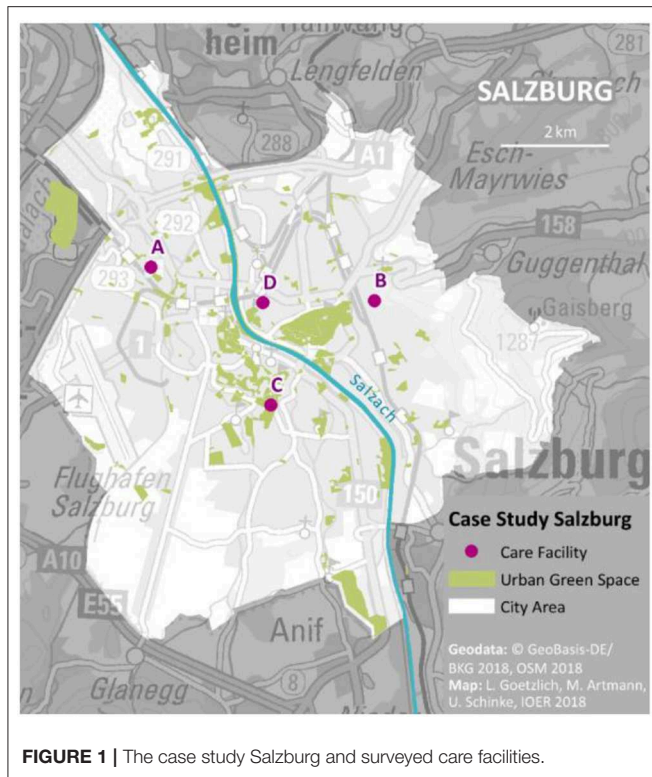 heim
Hallwang
281
Lengfelden
SALZBURG
2 km
288
291
A1
Esch-
Mayrwies
292
158
A
293
D
B
Guggenthal
Gaisberg
1287
1
C
Salzach
Salzburg
Flughafen
Salzburg
150
Case Study Salzburg
Care Facility
Urban Green Space
City Area
A10
E55
Anif
Geodata: © GeoBasis-DE/
BKG 2018, OSM 2018
Map: L. Goetzlich, M. Artmann,
U. Schinke, IOER 2018
Glanegg
8
FIGURE 1 | The case study Salzburg and surveyed care facilities.